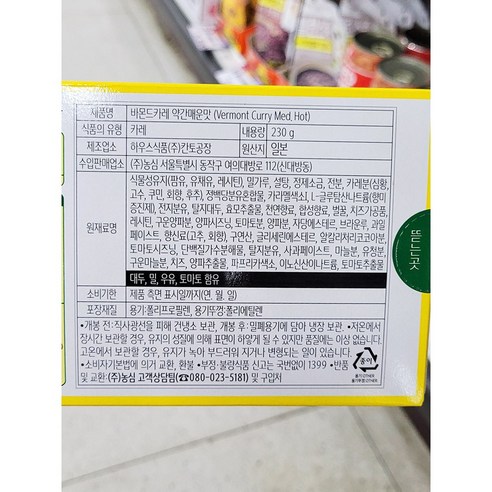 제품명 바몬드카레 약간매운맛 (Vermont Curry Med, Hot)
식품의 유형 카레 내용량 230 g
제조업소 하우스식품(주)칸토공장 원산지 일본
수입판매업소 (주)농심 서울특별시 동작구 여의대방로 112(신대방동)
원재료명
식물성유지(팜유, 유채유, 레시틴), 밀가루, 설탕, 정제소금, 전분, 카레분(심황,
고수, 쿠민, 회향, 후추), 땅콩혼합물, 카라멜색소I, L-글루탐산나트륨(향미
증진제), 전지분유, 탈지대두, 효모추출물, 천연향료, 합성향료, 벌꿀, 치즈가공품,
레시틴, 구운양파분, 양파시즈닝, 토마토분, 양파분, 자당에스테르, 브라운루, 과일
페이스트, 향신료(고추, 회향), 구연산, 글리세린에스테르, 알칼리처리코코아분,
토마토시즈닝, 단백질가수분해물, 탈지분유, 사과페이스트, 마늘분, 유청분,
구운마늘분, 치즈, 양파추출물, 파프리카색소, 이노신산이나트륨, 토마토추출물
대두, 밀, 우유, 토마토 함유
소비기한 제품 측면 표시일까지(연, 월, 일)
포장재질 용기:폴리프로필렌, 용기뚜껑:폴리에틸렌
•개봉 전:직사광선을 피해 건냉소 보관, 개봉 후:밀폐용기에 담아 냉장 보관. •저온에서
장시간 보관할 경우, 유지의 성질에 의해 표면이 하얗게 될 수 있지만 품질에는 이상 없습니다.
고온에서 보관할 경우, 유지가 녹아 부드러워 지거나 변형되는 일이 있습니다.
•소비자기본법에 의거 교환, 환불 •부정·불량식품 신고는 국번없이 1399 •반품
및 교환:(주)농심 고객상담팀(☎080-023-5181) 및 구입처
종이
뜯는곳